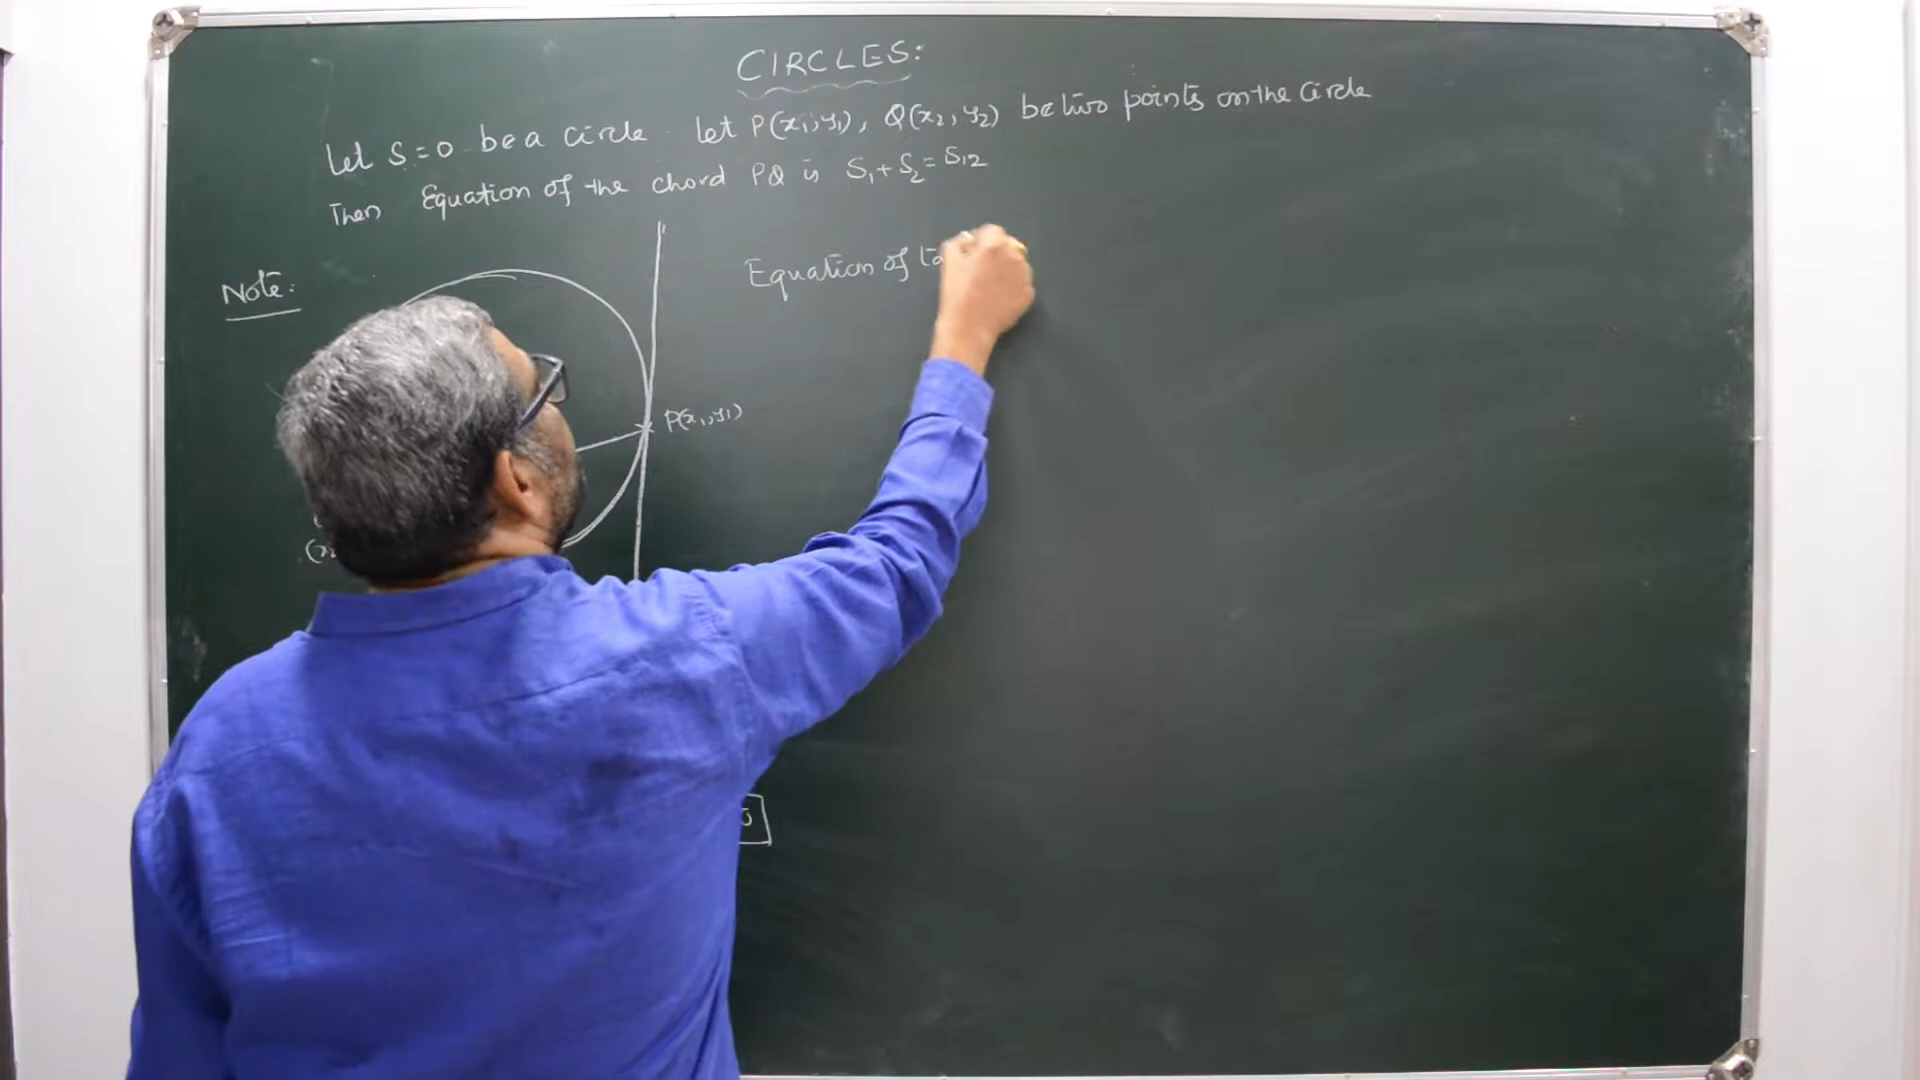 CIRCLES:
Let S=0 be a circle. Let P(x₁,y₁), Q(x₂,y₂) be two points on the circle
Then Equation of the chord PQ is S₁+S₂=S₁₂
Equation of ta
Note:
P(x₁,y₁)